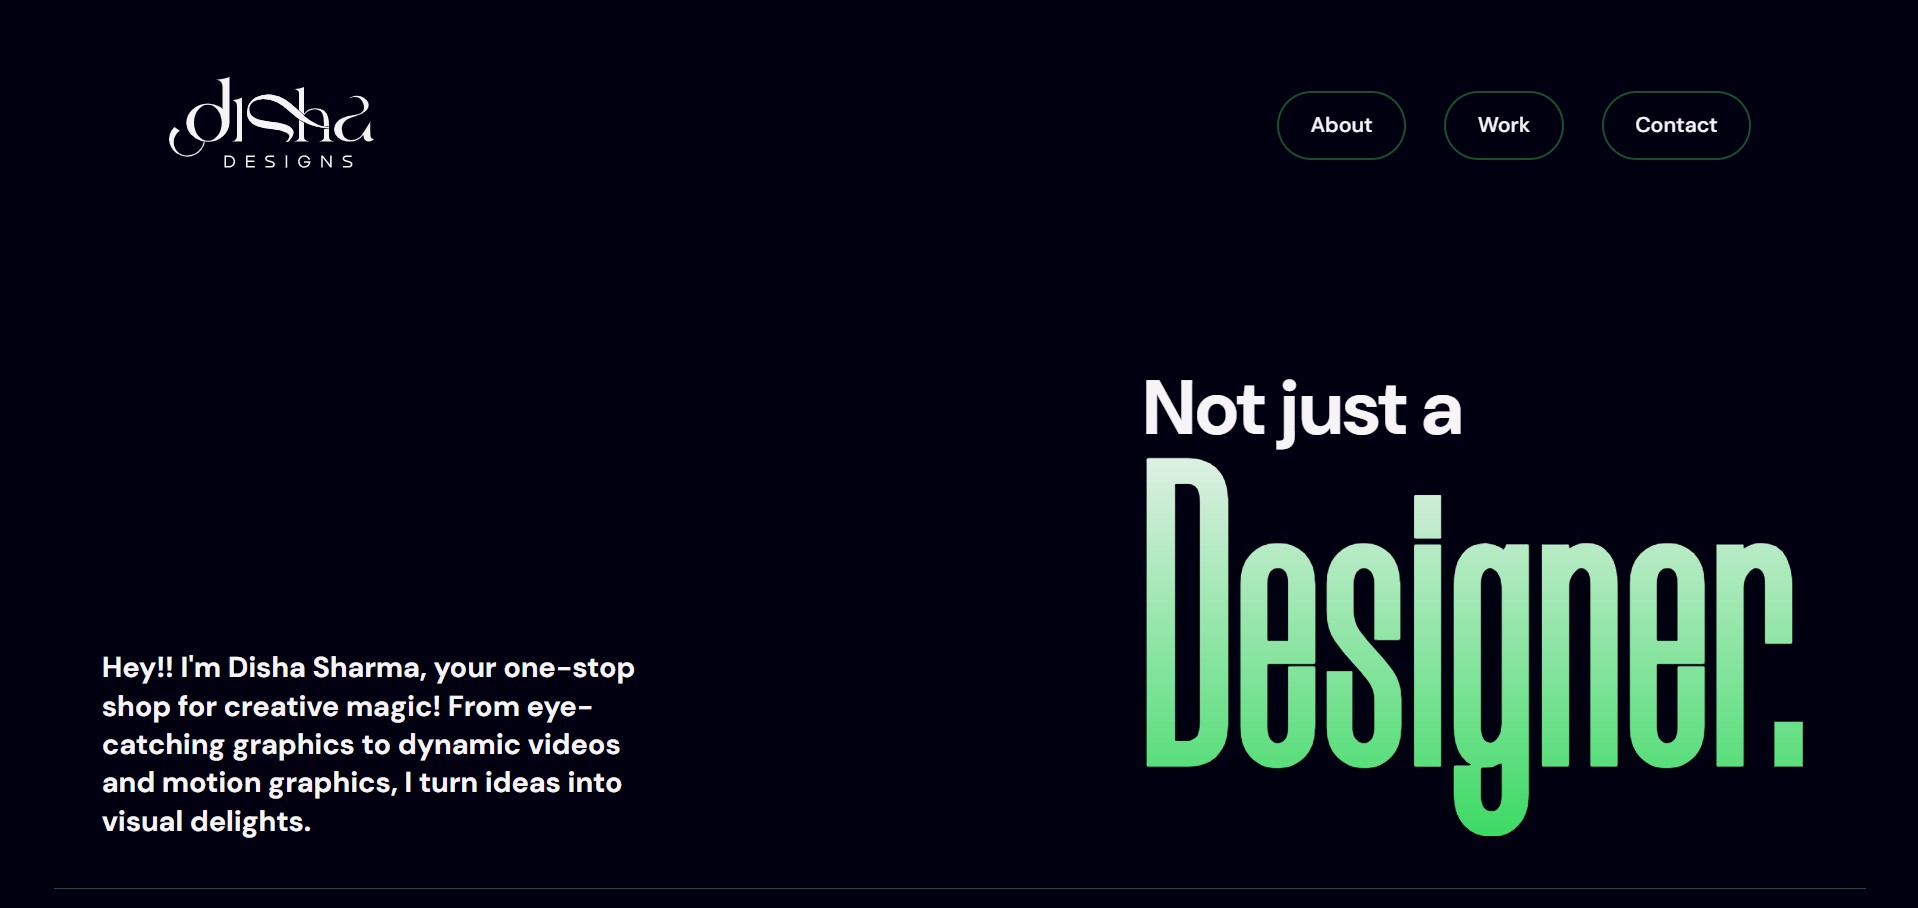 disha
DESIGNS
About
Work
Contact
Not just a
Designer.
Hey!! I'm Disha Sharma, your one-stop
shop for creative magic! From eye-
catching graphics to dynamic videos
and motion graphics, I turn ideas into
visual delights.